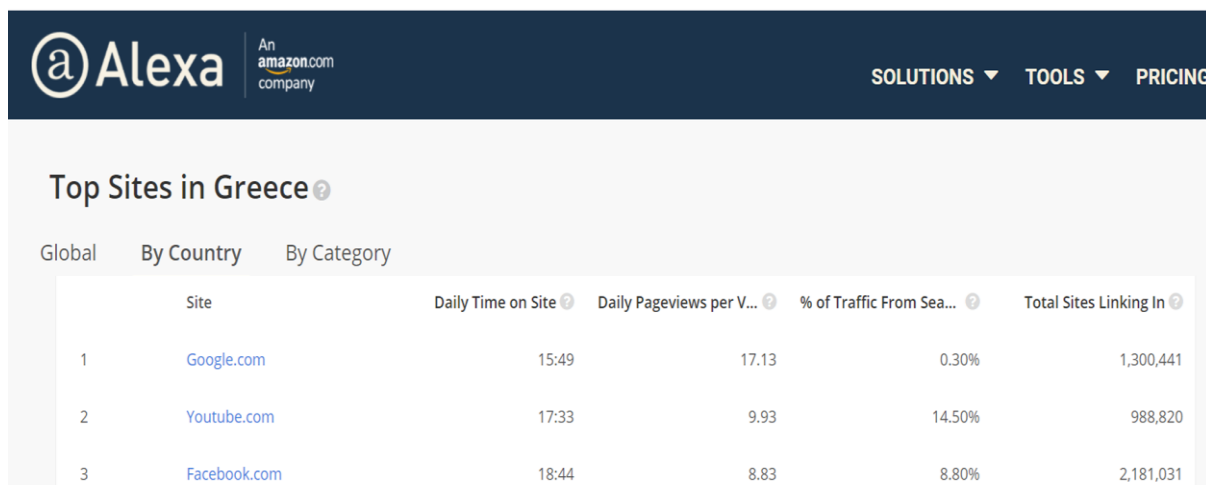 a Alexa An amazon.com company
SOLUTIONS TOOLS PRICING
Top Sites in Greece ?
Global By Country By Category
Site Daily Time on Site ? Daily Pageviews per V... ? % of Traffic From Sea... ? Total Sites Linking In ?
1 Google.com 15:49 17.13 0.30% 1,300,441
2 Youtube.com 17:33 9.93 14.50% 988,820
3 Facebook.com 18:44 8.83 8.80% 2,181,031